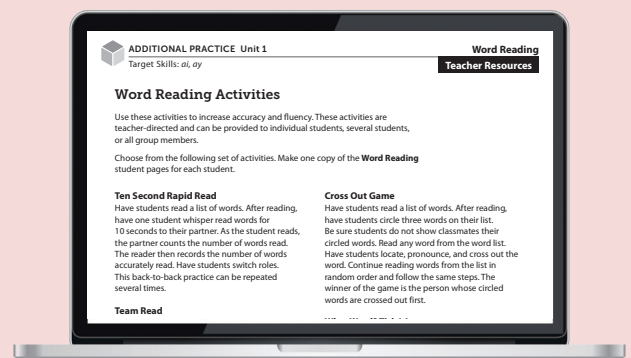 ADDITIONAL PRACTICE Unit 1
Word Reading
Target Skills: ai, ay
Teacher Resources
Word Reading Activities
Use these activities to increase accuracy and fluency. These activities are
teacher-directed and can be provided to individual students, several students,
or all group members.
Choose from the following set of activities. Make one copy of the Word Reading
student pages for each student.
Ten Second Rapid Read
Have students read a list of words. After reading,
have one student whisper read words for
10 seconds to their partner. As the student reads,
the partner counts the number of words read.
The reader then records the number of words
accurately read. Have students switch roles.
This back-to-back practice can be repeated
several times.
Team Read
Cross Out Game
Have students read a list of words. After reading,
have students circle three words on their list.
Be sure students do not show classmates their
circled words. Read any word from the word list.
Have students locate, pronounce, and cross out the
word. Continue reading words from the list in
random order and follow the same steps. The
winner of the game is the person whose circled
words are crossed out first.